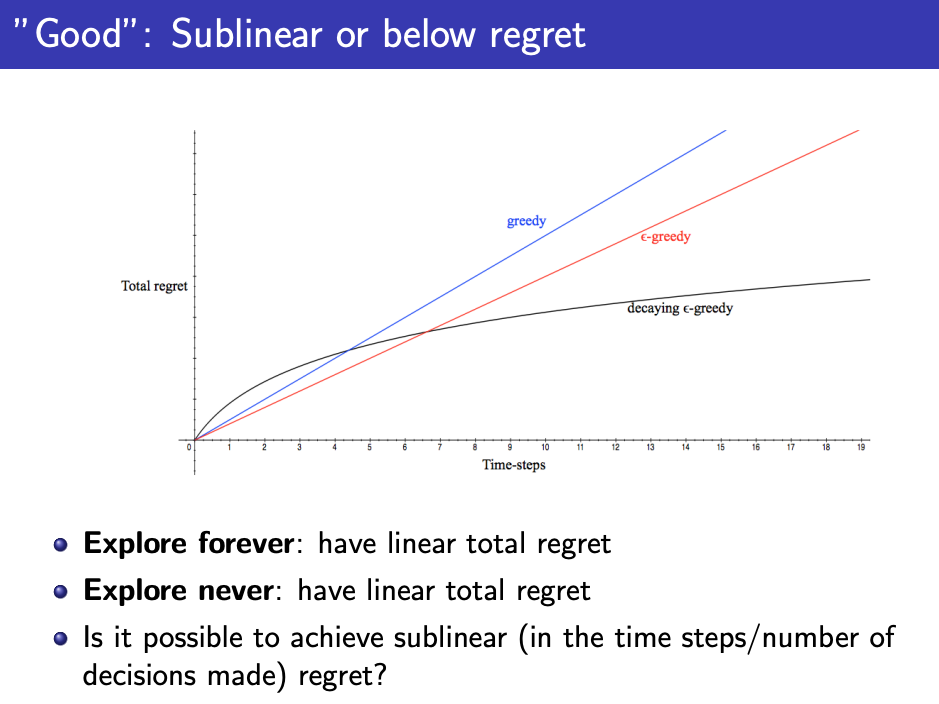 "Good": Sublinear or below regret
greedy
ϵ-greedy
Total regret
decaying ϵ-greedy
0 1 2 3 4 5 6 7 8 9 10 11 12 13 14 15 16 17 18 19
Time-steps
Explore forever: have linear total regret
Explore never: have linear total regret
Is it possible to achieve sublinear (in the time steps/number of
decisions made) regret?